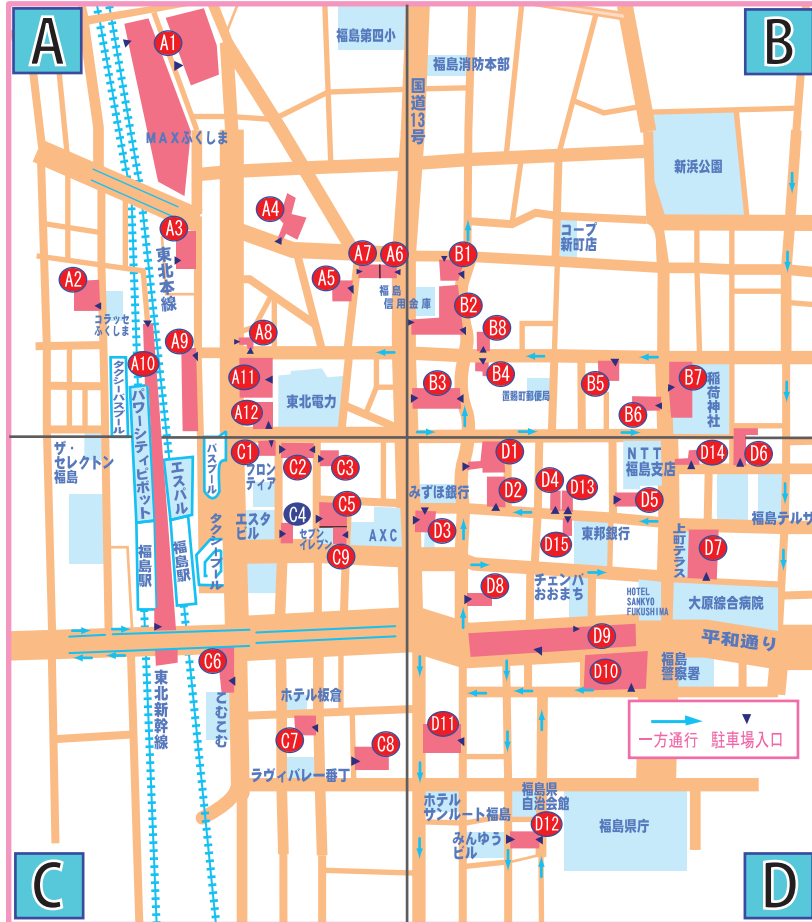 A
B
A1
福島第四小
福島消防本部
国道13号
MAXふくしま
新浜公園
A4
A3
コープ
新町店
東北本線
A7
A6
B1
A2
A5
福島
信用金庫
B2
コラッセ
ふくしま
A8
B8
A9
A10
タクシーバスプール
A11
東北電力
B3
B4
置賜町郵便局
B5
B7
稲荷神社
B6
パワーシティピボット
A12
ザ・
セレクトン
福島
エスパル
バスプール
C1
フロン
ティア
C2
C3
D1
NTT
福島支店
D14
D6
みずほ銀行
D2
D4
D13
D5
タクシープール
エスタ
ビル
C4
C5
セブン
イレブン
C9
AXC
D3
D15
東邦銀行
福島テルサ
上町テラス
D7
福島駅
福島駅
D8
チェンバ
おおまち
HOTEL
SANKYO
FUKUSHIMA
大原綜合病院
D9
平和通り
C6
D10
福島
警察署
東北新幹線
こむこむ
ホテル板倉
C7
C8
D11
一方通行
駐車場入口
ラヴィバレー一番丁
ホテル
サンルート福島
福島県
自治会館
D12
みんゆう
ビル
福島県庁
C
D